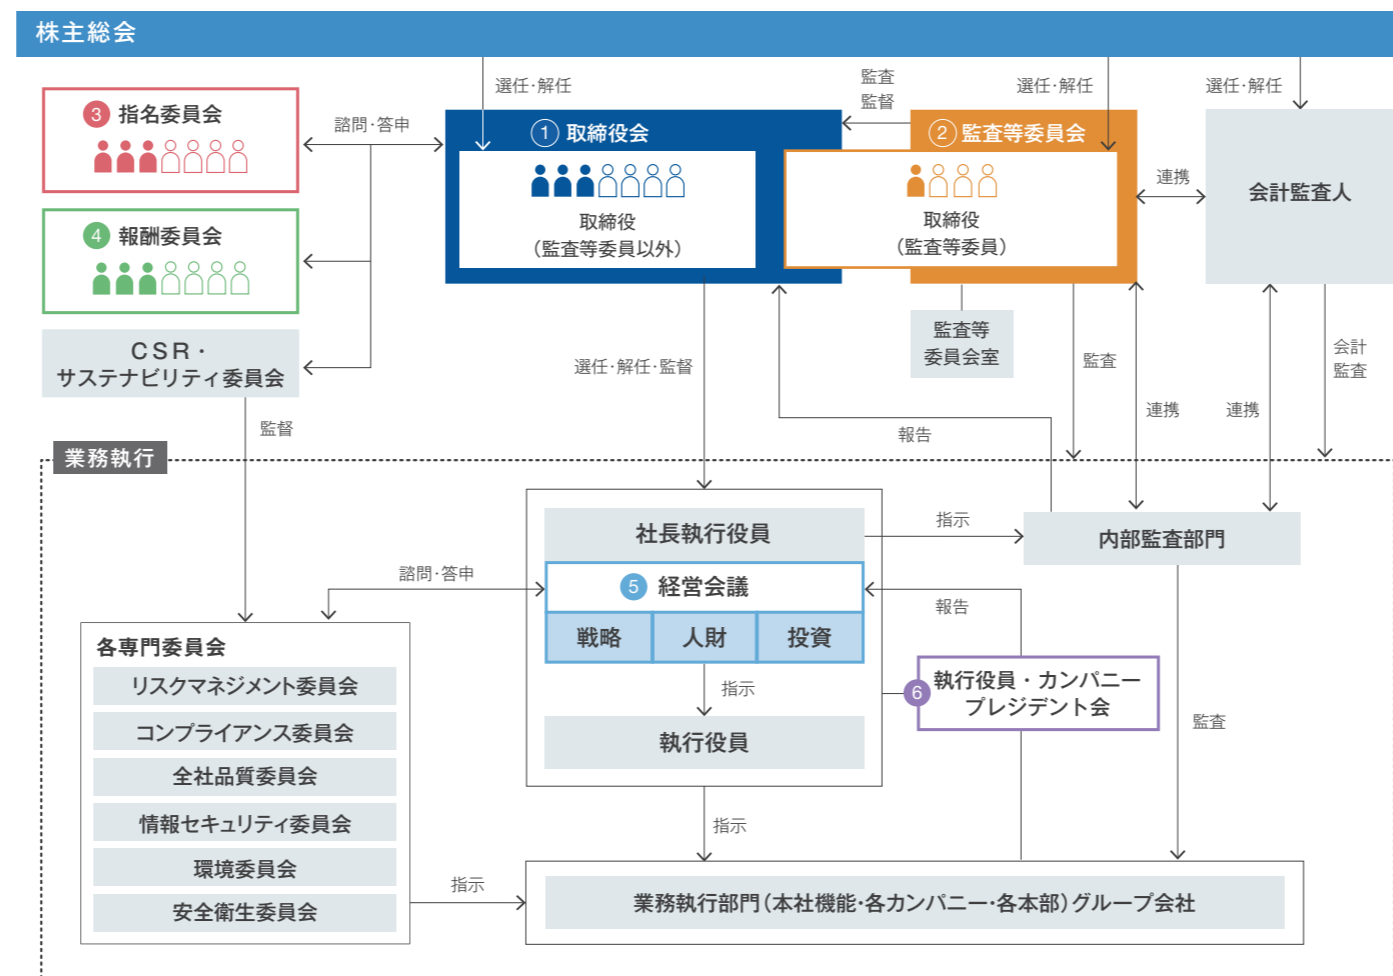 株主総会
選任・解任
監査
監督
選任・解任
選任・解任
3 指名委員会
諮問・答申
1 取締役会
取締役
（監査等委員以外）
2 監査等委員会
取締役
（監査等委員）
連携
会計監査人
4 報酬委員会
CSR・
サステナビリティ委員会
選任・解任・監督
監査等
委員会室
監査
会計
監査
連携
連携
監督
報告
業務執行
社長執行役員
指示
内部監査部門
諮問・答申
5 経営会議
戦略
人財
投資
報告
指示
執行役員
6 執行役員・カンパニー
プレジデント会
監査
各専門委員会
リスクマネジメント委員会
コンプライアンス委員会
全社品質委員会
情報セキュリティ委員会
環境委員会
安全衛生委員会
指示
指示
業務執行部門（本社機能・各カンパニー・各本部）グループ会社